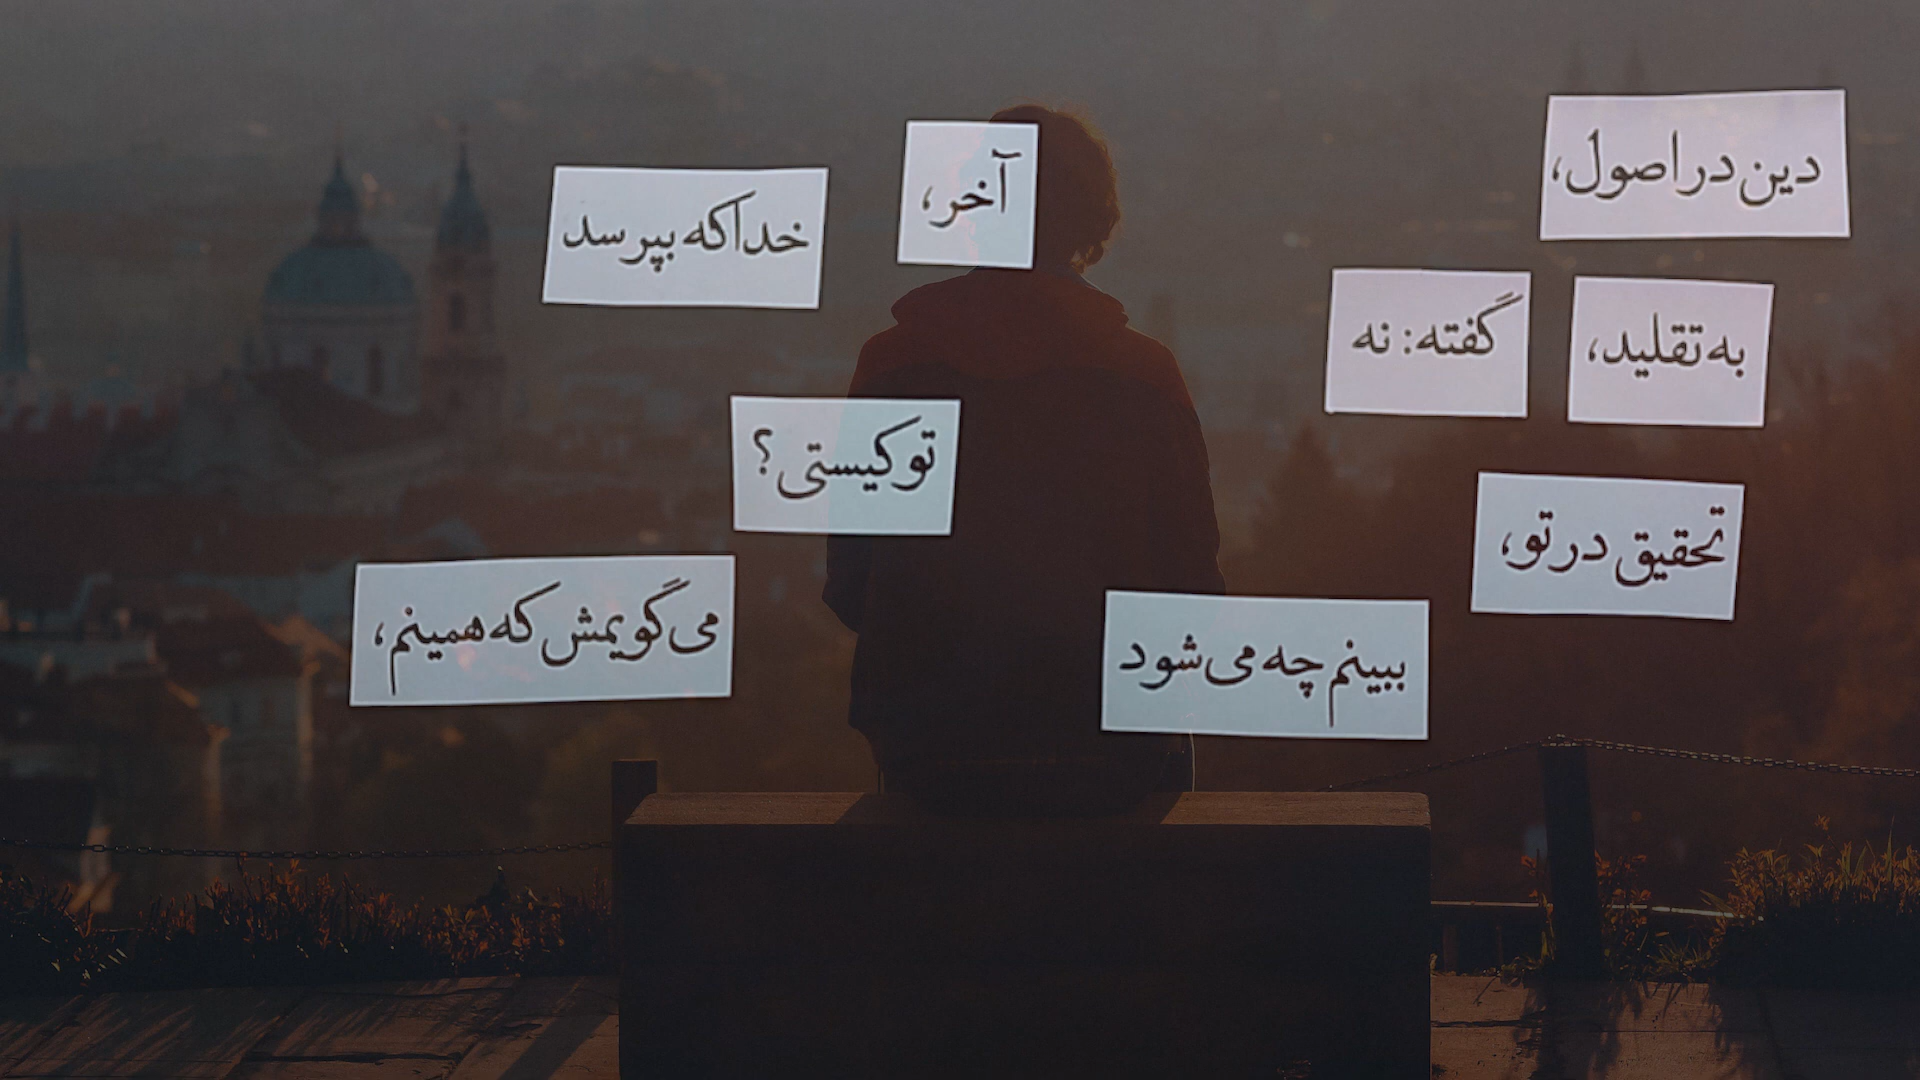 دین در اصول،
به تقلید،
گفته: نه
تحقیق در تو،
ببینم چه می‌شود
آخر،
خدا که بپرسد
تو کیستی؟
می‌گویمش که همینم،